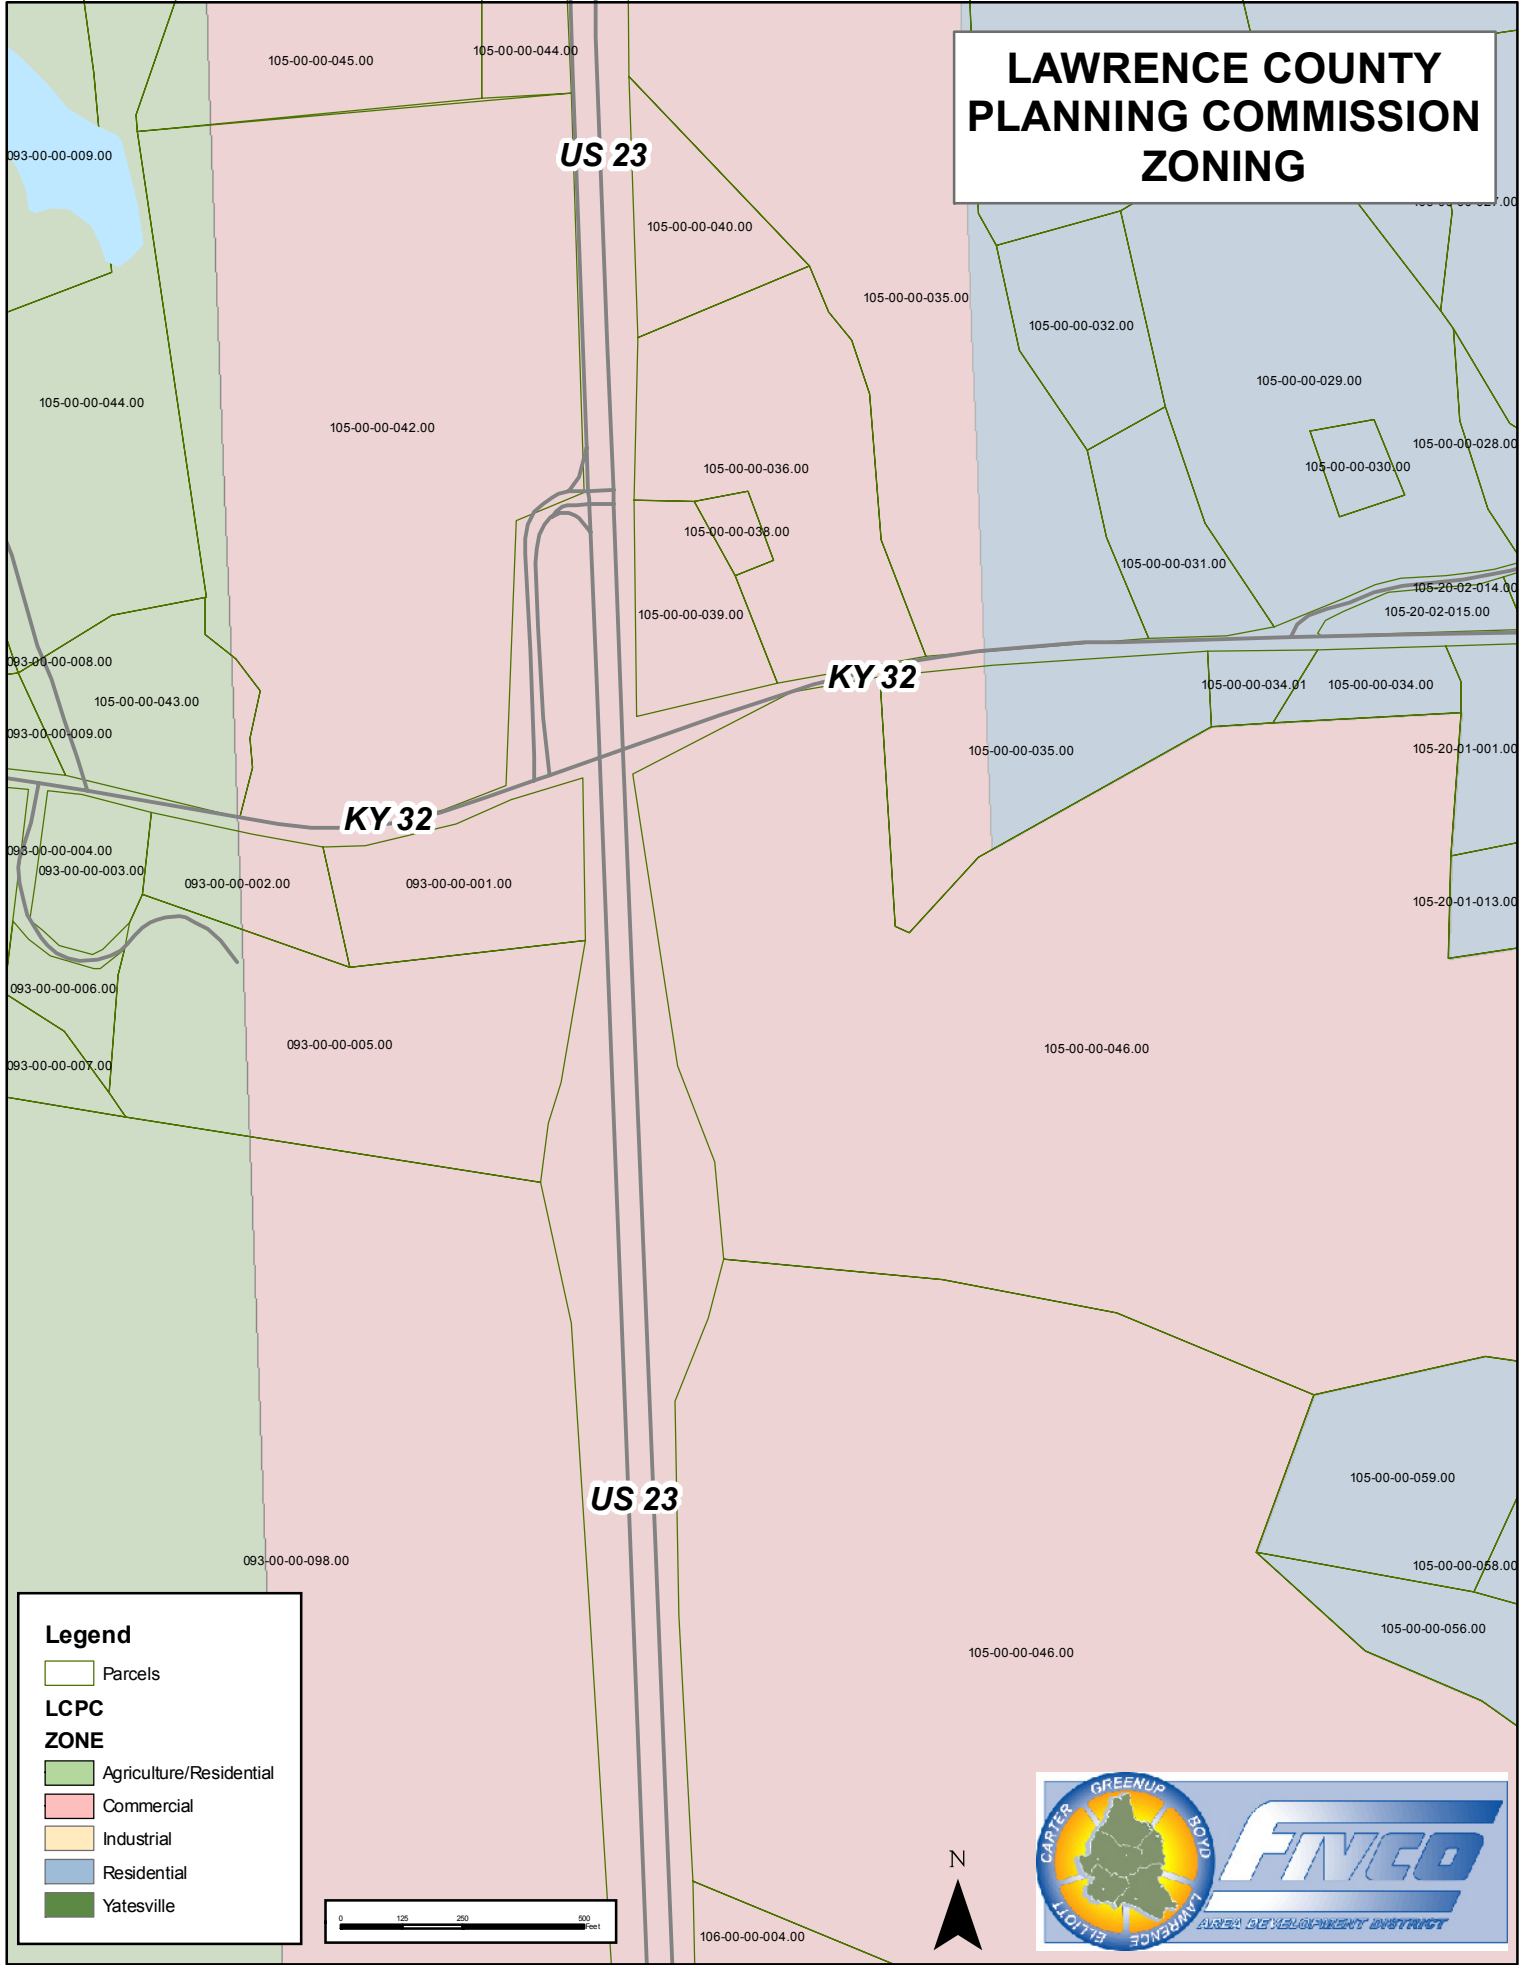 LAWRENCE COUNTY
PLANNING COMMISSION
ZONING
105-00-00-045.00
105-00-00-044.00
US 23
093-00-00-009.00
105-00-00-040.00
105-00-00-035.00
105-00-00-032.00
105-00-00-029.00
105-00-00-044.00
105-00-00-042.00
105-00-00-028.00
105-00-00-030.00
105-00-00-036.00
105-00-00-038.00
105-00-00-031.00
105-20-02-014.00
105-20-02-015.00
105-00-00-039.00
093-00-00-008.00
KY 32
105-00-00-043.00
105-00-00-034.01
105-00-00-034.00
093-00-00-009.00
105-00-00-035.00
105-20-01-001.00
KY 32
093-00-00-004.00
093-00-00-003.00
093-00-00-002.00
093-00-00-001.00
105-20-01-013.00
093-00-00-006.00
093-00-00-005.00
105-00-00-046.00
093-00-00-007.00
105-00-00-059.00
US 23
093-00-00-098.00
105-00-00-058.00
105-00-00-056.00
105-00-00-046.00
Legend
Parcels
LCPC
ZONE
Agriculture/Residential
Commercial
Industrial
Residential
Yatesville
0 125 250 500
Feet
N
106-00-00-004.00
CARTER GREENUP BOYD LAWRENCE ELLIOTT
FIVCO
AREA DEVELOPMENT DISTRICT